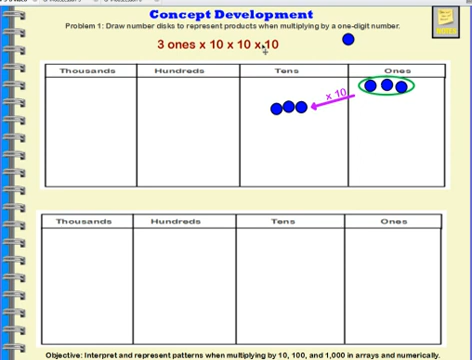 Concept Development
Problem 1: Draw number disks to represent products when multiplying by a one-digit number.
3 ones x 10 x 10 x 10
Thousands Hundreds Tens Ones
x 10
Thousands Hundreds Tens Ones
Objective: Interpret and represent patterns when multiplying by 10, 100, and 1,000 in arrays and numerically.